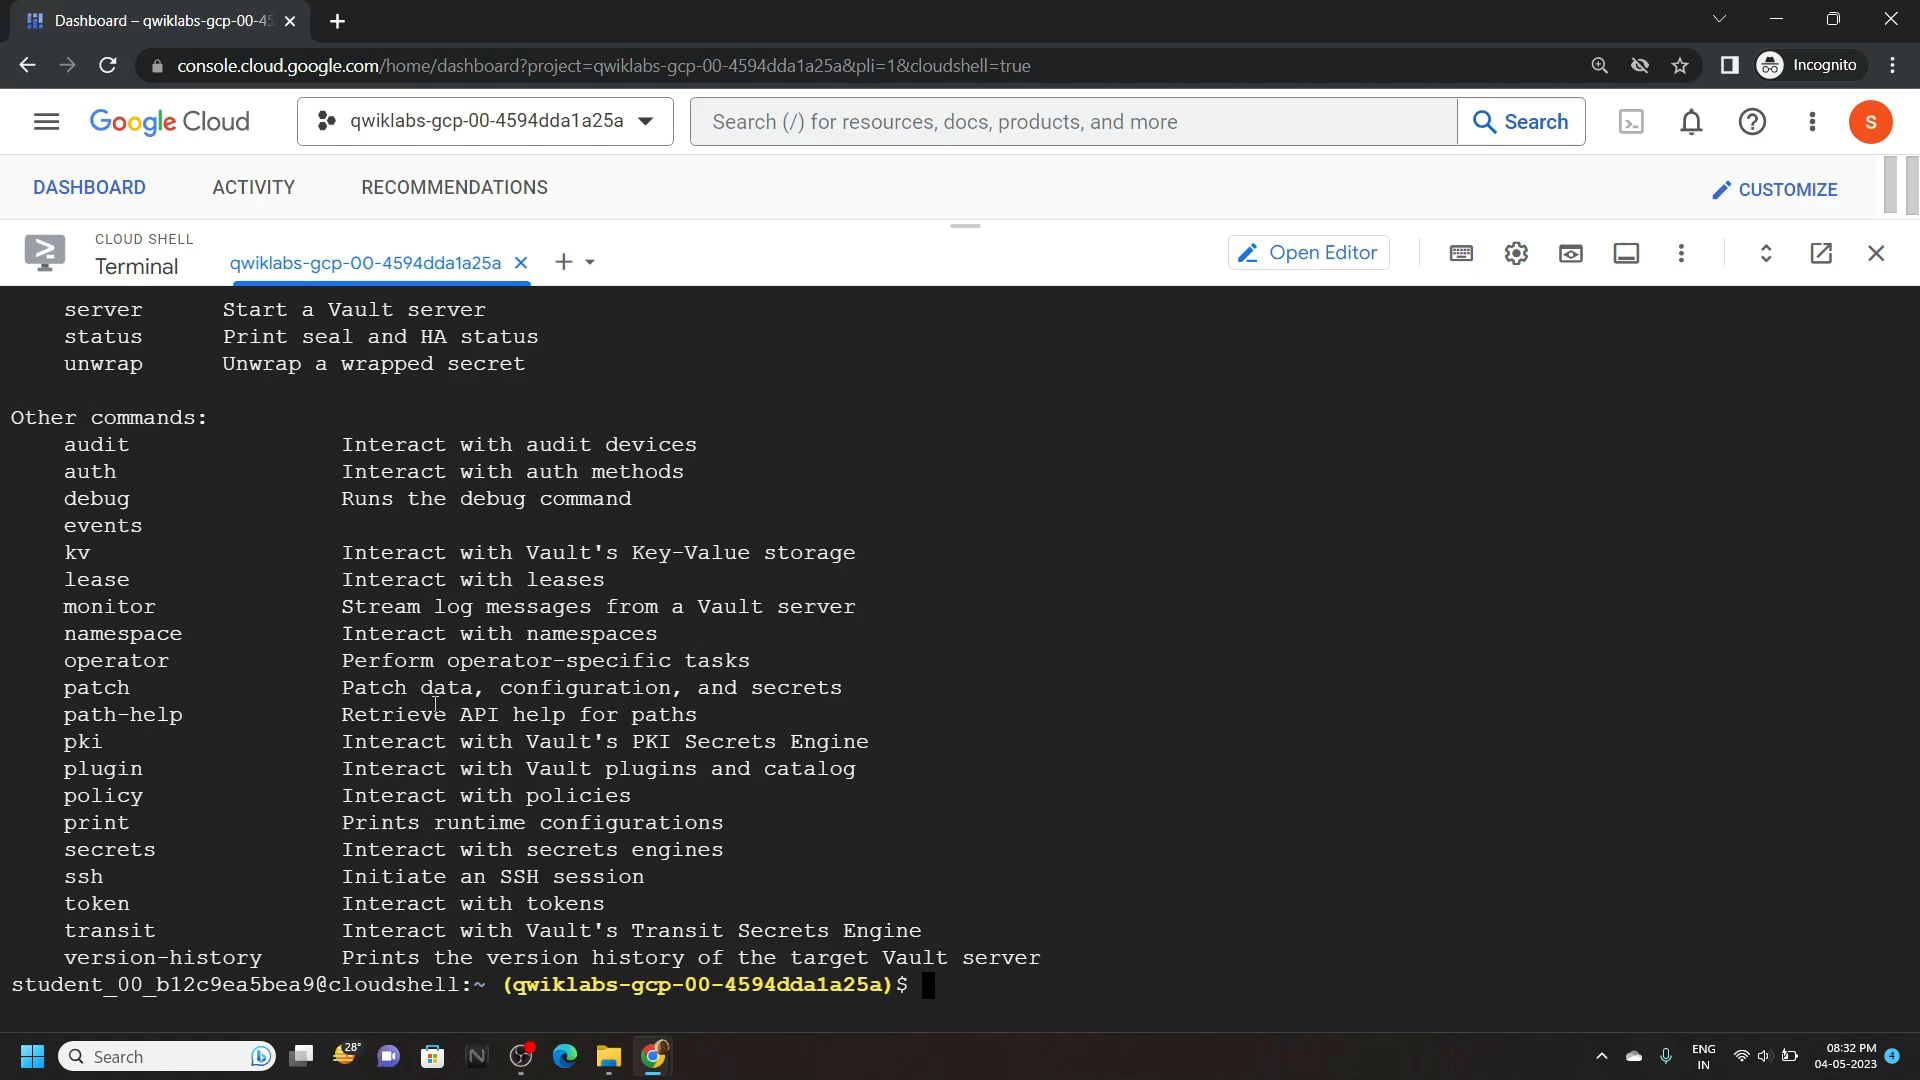 Dashboard – qwiklabs-gcp-00-45
console.cloud.google.com/home/dashboard?project=qwiklabs-gcp-00-4594dda1a25a&pli=1&cloudshell=true
Incognito
Google Cloud
qwiklabs-gcp-00-4594dda1a25a
Search (/) for resources, docs, products, and more
Search
S
DASHBOARD
ACTIVITY
RECOMMENDATIONS
CUSTOMIZE
CLOUD SHELL
Terminal
qwiklabs-gcp-00-4594dda1a25a
Open Editor
server Start a Vault server
status Print seal and HA status
unwrap Unwrap a wrapped secret
Other commands:
audit Interact with audit devices
auth Interact with auth methods
debug Runs the debug command
events
kv Interact with Vault's Key-Value storage
lease Interact with leases
monitor Stream log messages from a Vault server
namespace Interact with namespaces
operator Perform operator-specific tasks
patch Patch data, configuration, and secrets
path-help Retrieve API help for paths
pki Interact with Vault's PKI Secrets Engine
plugin Interact with Vault plugins and catalog
policy Interact with policies
print Prints runtime configurations
secrets Interact with secrets engines
ssh Initiate an SSH session
token Interact with tokens
transit Interact with Vault's Transit Secrets Engine
version-history Prints the version history of the target Vault server
student_00_b12c9ea5bea9@cloudshell:~ (qwiklabs-gcp-00-4594dda1a25a)$
Search
28°
ENG
IN
08:32 PM
04-05-2023
4